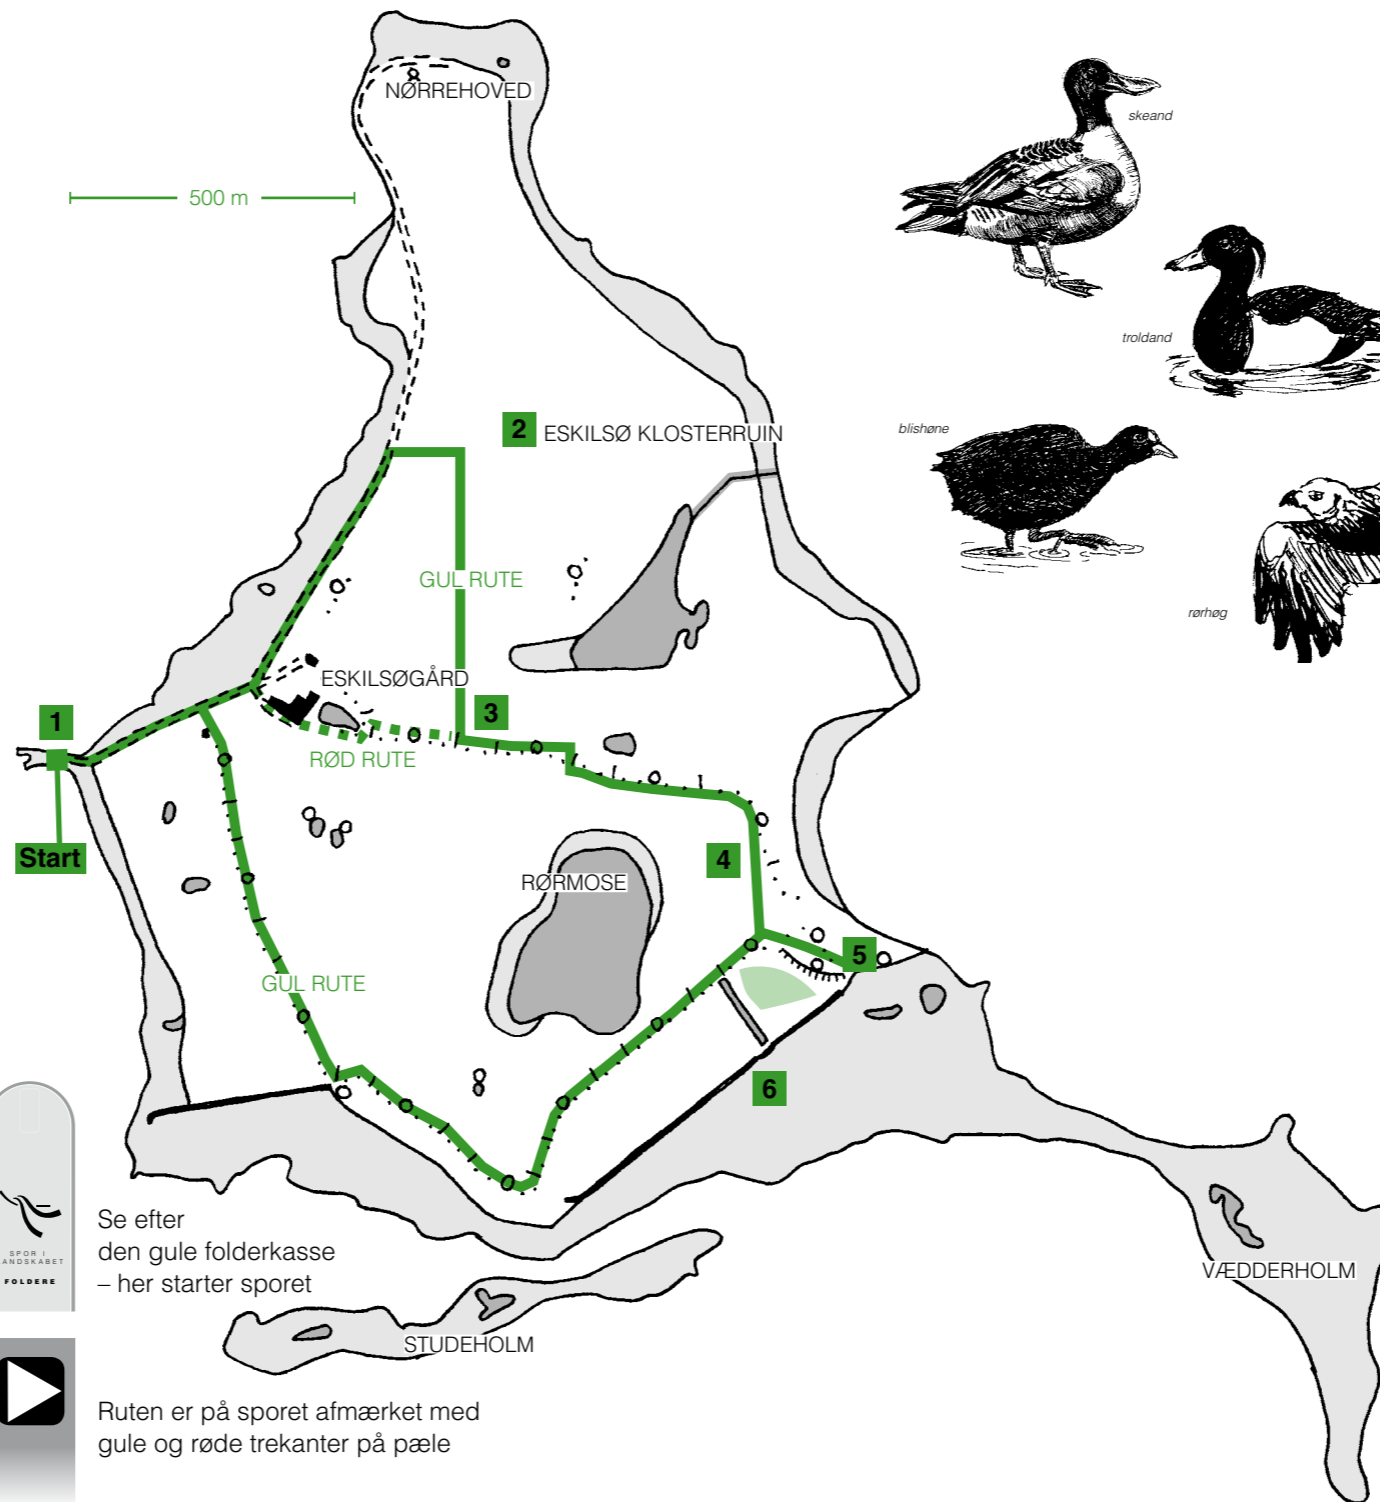 NØRREHOVED
skeand
500 m
troldand
2 ESKILSØ KLOSTERRUIN
blishøne
GUL RUTE
rørhøg
ESKILSØGÅRD
1
3
RØD RUTE
Start
4
RØRMOSE
5
GUL RUTE
6
Se efter
den gule folderkasse
– her starter sporet
SPOR I
ANDSKABET
FOLDERE
VÆDDERHOLM
STUDEHOLM
Ruten er på sporet afmærket med
gule og røde trekanter på pæle